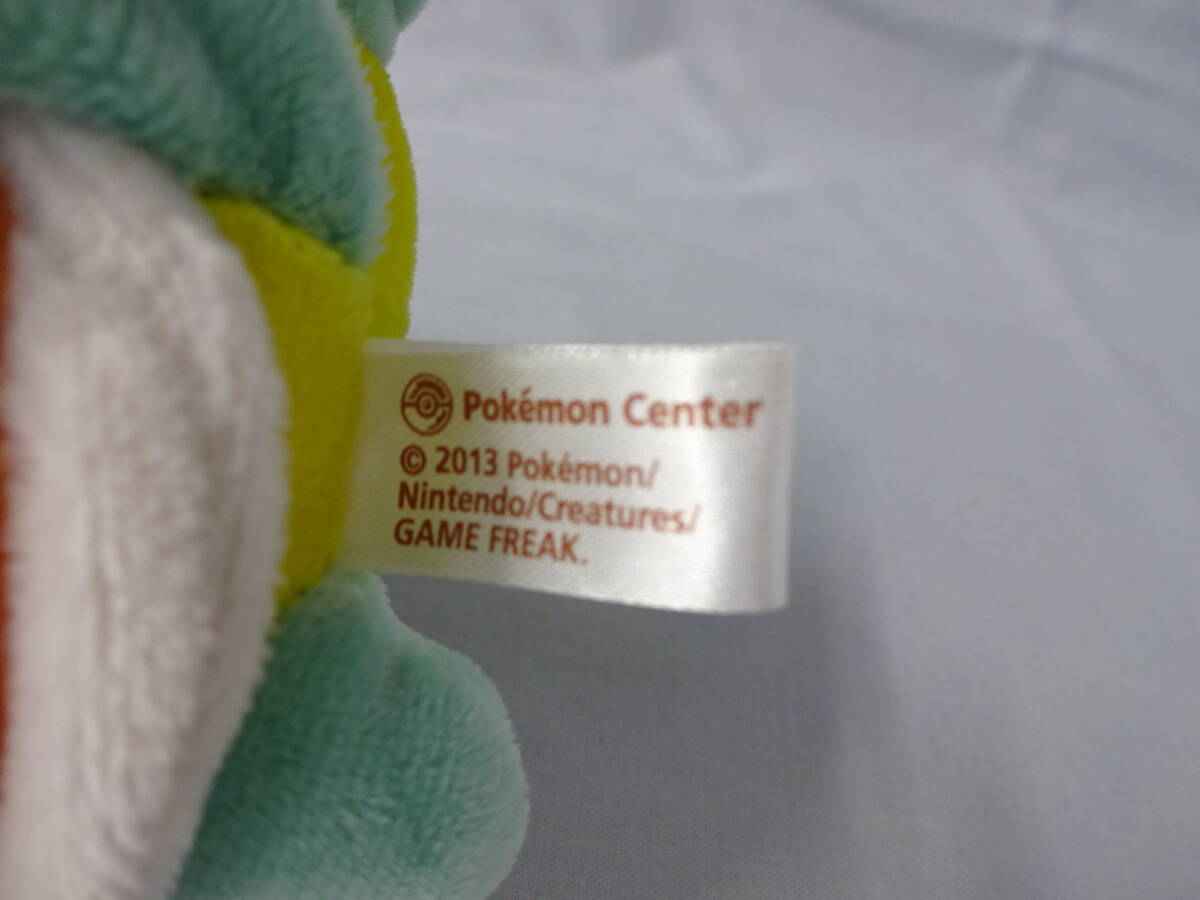 Pokémon Center
© 2013 Pokémon/
Nintendo/Creatures/
GAME FREAK.